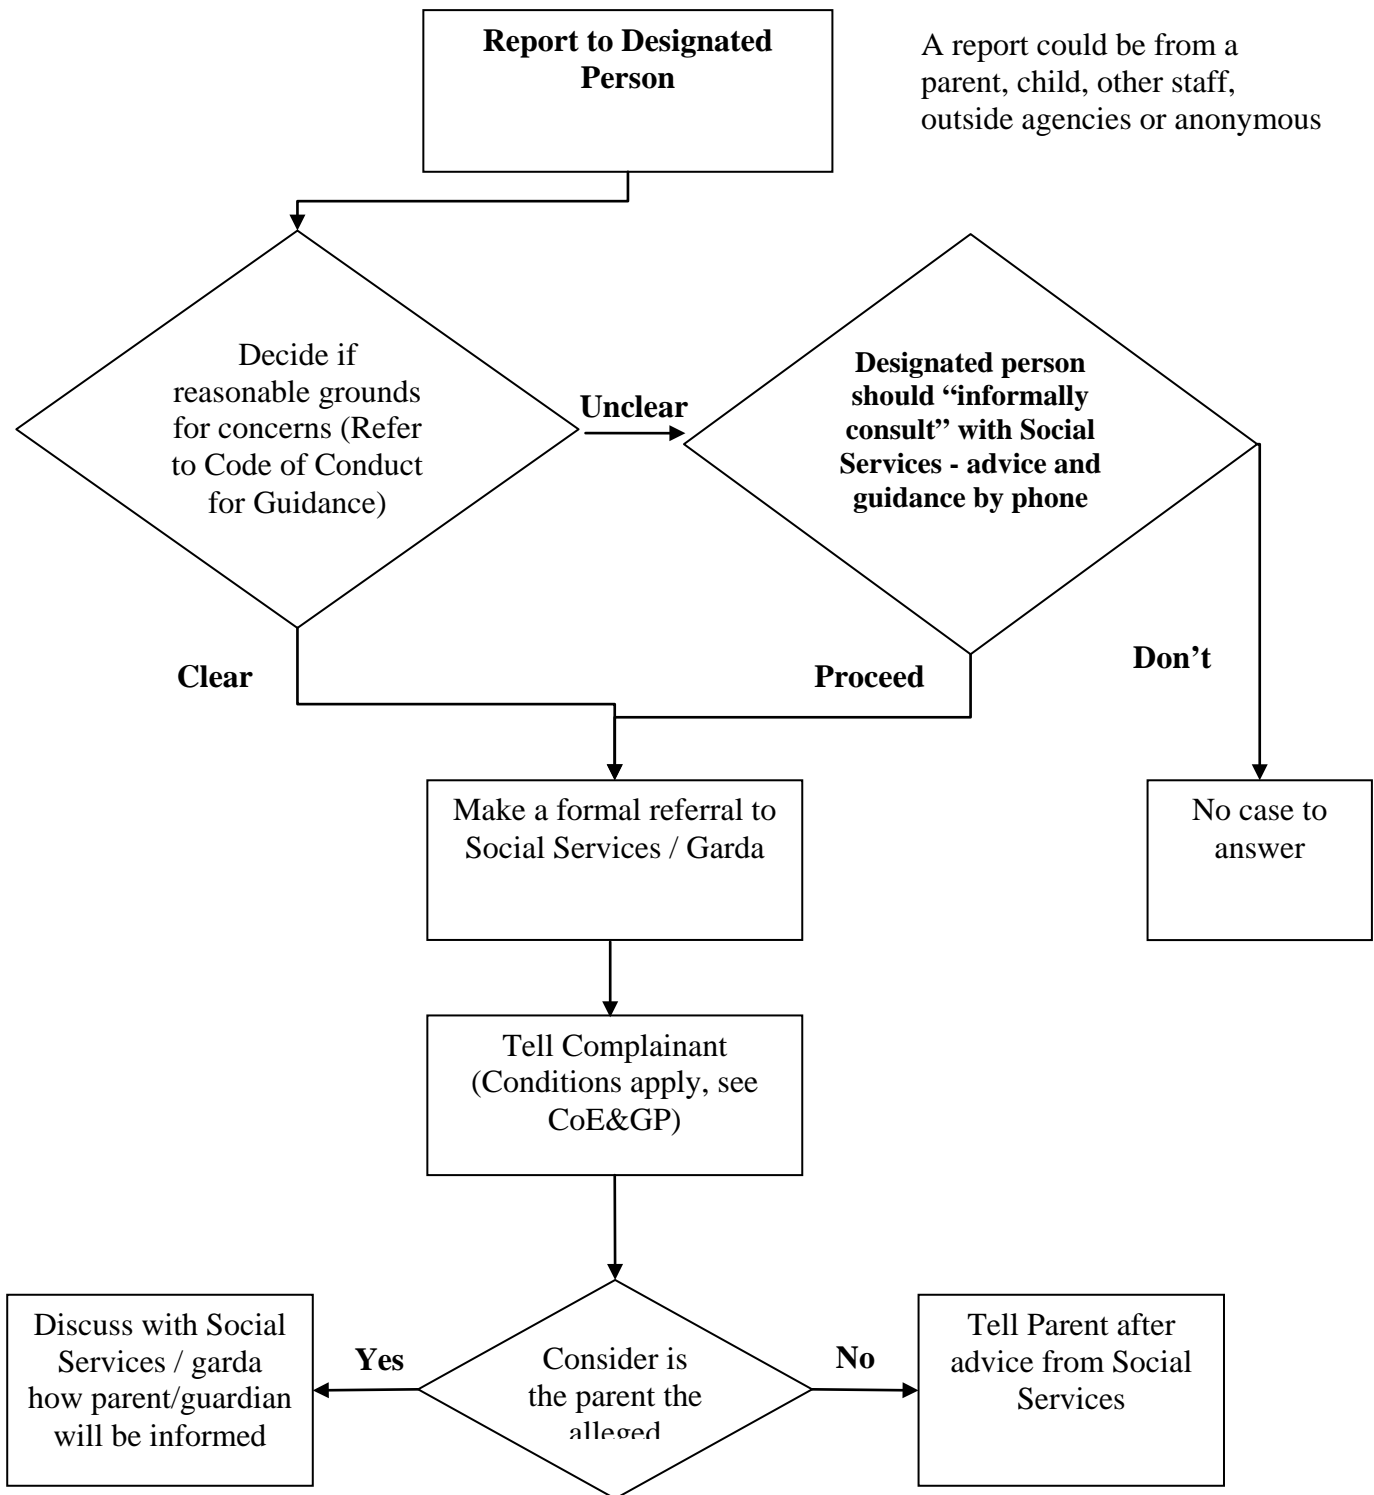 Report to Designated
Person
A report could be from a
parent, child, other staff,
outside agencies or anonymous
Decide if
reasonable grounds
for concerns (Refer
to Code of Conduct
for Guidance)
Unclear
Designated person
should “informally
consult” with Social
Services - advice and
guidance by phone
Clear
Proceed
Don’t
Make a formal referral to
Social Services / Garda
No case to
answer
Tell Complainant
(Conditions apply, see
CoE&GP)
Discuss with Social
Services / garda
how parent/guardian
will be informed
Yes
Consider is
the parent the
alleged
No
Tell Parent after
advice from Social
Services